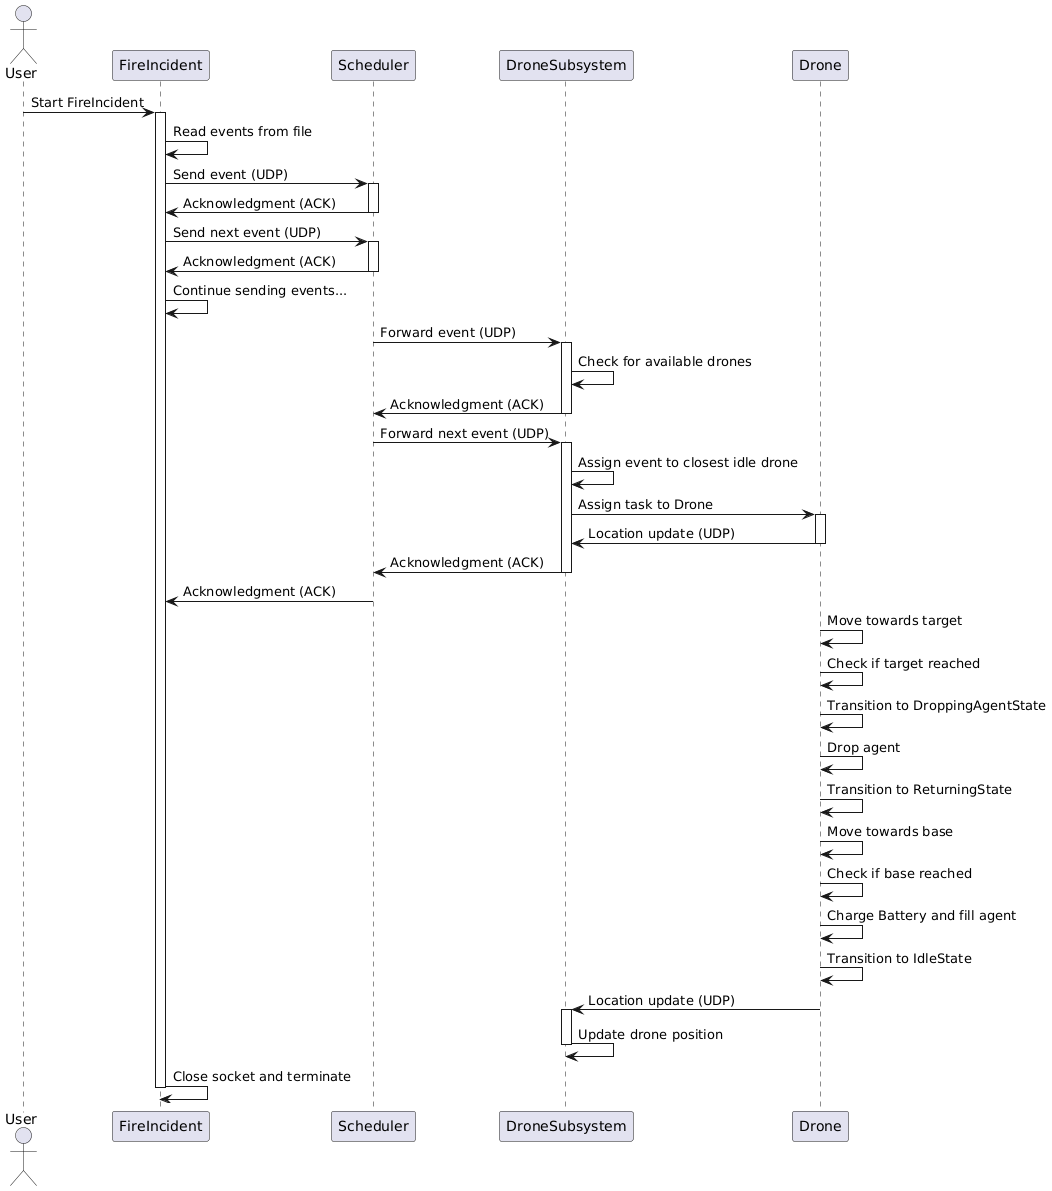 User
FireIncident
Scheduler
DroneSubsystem
Drone
Start FireIncident
Read events from file
Send event (UDP)
Acknowledgment (ACK)
Send next event (UDP)
Acknowledgment (ACK)
Continue sending events...
Forward event (UDP)
Check for available drones
Acknowledgment (ACK)
Forward next event (UDP)
Assign event to closest idle drone
Assign task to Drone
Location update (UDP)
Acknowledgment (ACK)
Acknowledgment (ACK)
Move towards target
Check if target reached
Transition to DroppingAgentState
Drop agent
Transition to ReturningState
Move towards base
Check if base reached
Charge Battery and fill agent
Transition to IdleState
Location update (UDP)
Update drone position
Close socket and terminate
User
FireIncident
Scheduler
DroneSubsystem
Drone